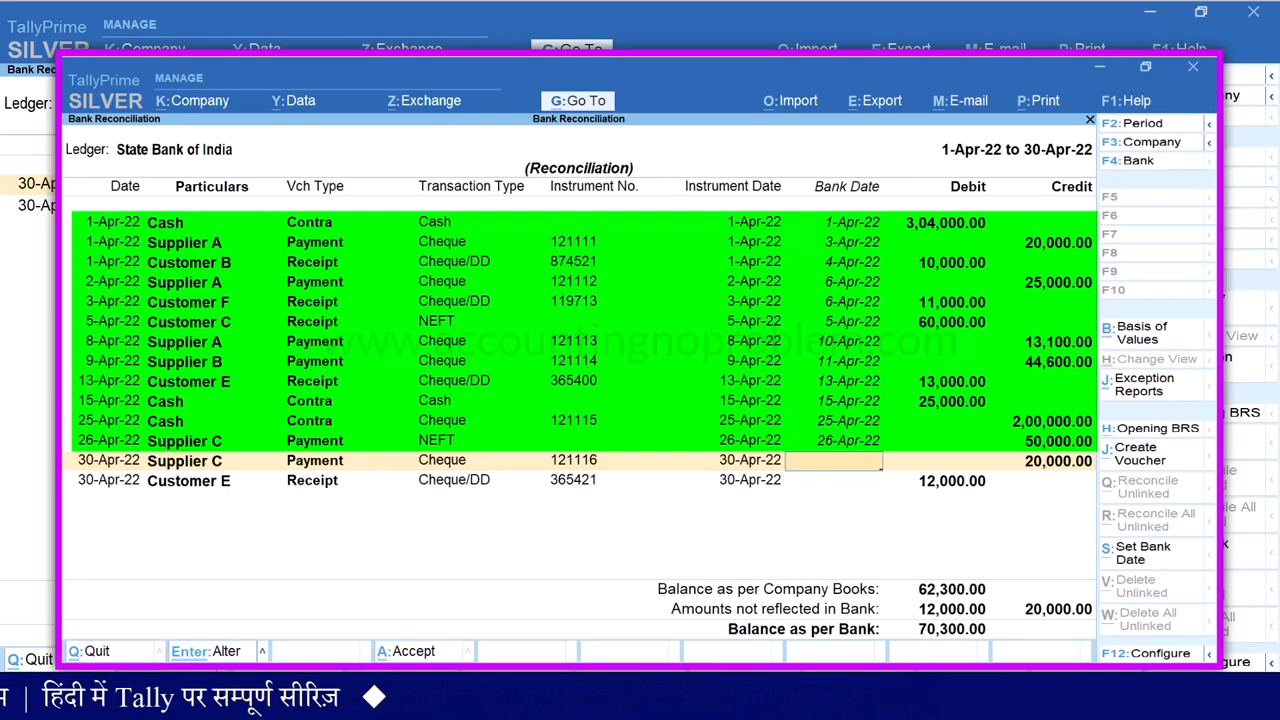 TallyPrime MANAGE
SILVER
Bank Rec
Ledger:
30-Ap
30-Ap
TallyPrime MANAGE
SILVER K:Company Y:Data Z:Exchange G:Go To O:Import E:Export M:E-mail P:Print F1:Help
Bank Reconciliation Bank Reconciliation
Ledger: State Bank of India 1-Apr-22 to 30-Apr-22
(Reconciliation)
Date Particulars Vch Type Transaction Type Instrument No. Instrument Date Bank Date Debit Credit
1-Apr-22 Cash Contra Cash 1-Apr-22 1-Apr-22 3,04,000.00
1-Apr-22 Supplier A Payment Cheque 121111 1-Apr-22 3-Apr-22 20,000.00
1-Apr-22 Customer B Receipt Cheque/DD 874521 1-Apr-22 4-Apr-22 10,000.00
2-Apr-22 Supplier A Payment Cheque 121112 2-Apr-22 6-Apr-22 25,000.00
3-Apr-22 Customer F Receipt Cheque/DD 119713 3-Apr-22 6-Apr-22 11,000.00
5-Apr-22 Customer C Receipt NEFT 5-Apr-22 5-Apr-22 60,000.00
8-Apr-22 Supplier A Payment Cheque 121113 8-Apr-22 10-Apr-22 13,100.00
9-Apr-22 Supplier B Payment Cheque 121114 9-Apr-22 11-Apr-22 44,600.00
13-Apr-22 Customer E Receipt Cheque/DD 365400 13-Apr-22 13-Apr-22 13,000.00
15-Apr-22 Cash Contra Cash 15-Apr-22 15-Apr-22 25,000.00
25-Apr-22 Cash Contra Cheque 121115 25-Apr-22 25-Apr-22 2,00,000.00
26-Apr-22 Supplier C Payment NEFT 26-Apr-22 26-Apr-22 50,000.00
30-Apr-22 Supplier C Payment Cheque 121116 30-Apr-22 20,000.00
30-Apr-22 Customer E Receipt Cheque/DD 365421 30-Apr-22 12,000.00
Balance as per Company Books: 62,300.00
Amounts not reflected in Bank: 12,000.00 20,000.00
Balance as per Bank: 70,300.00
Q:Quit Enter:Alter A:Accept
F2:Period
F3:Company
F4:Bank
F5
F6
F7
F8
F9
F10
B:Basis of
Values
H:Change View
J:Exception
Reports
H:Opening BRS
J:Create
Voucher
Q:Reconcile
Unlinked
R:Reconcile All
Unlinked
S:Set Bank
Date
V:Delete
Unlinked
W:Delete All
Unlinked
F12:Configure
View
BRS
Q:Quit
| हिंदी में Tally पर सम्पूर्ण सीरिज़